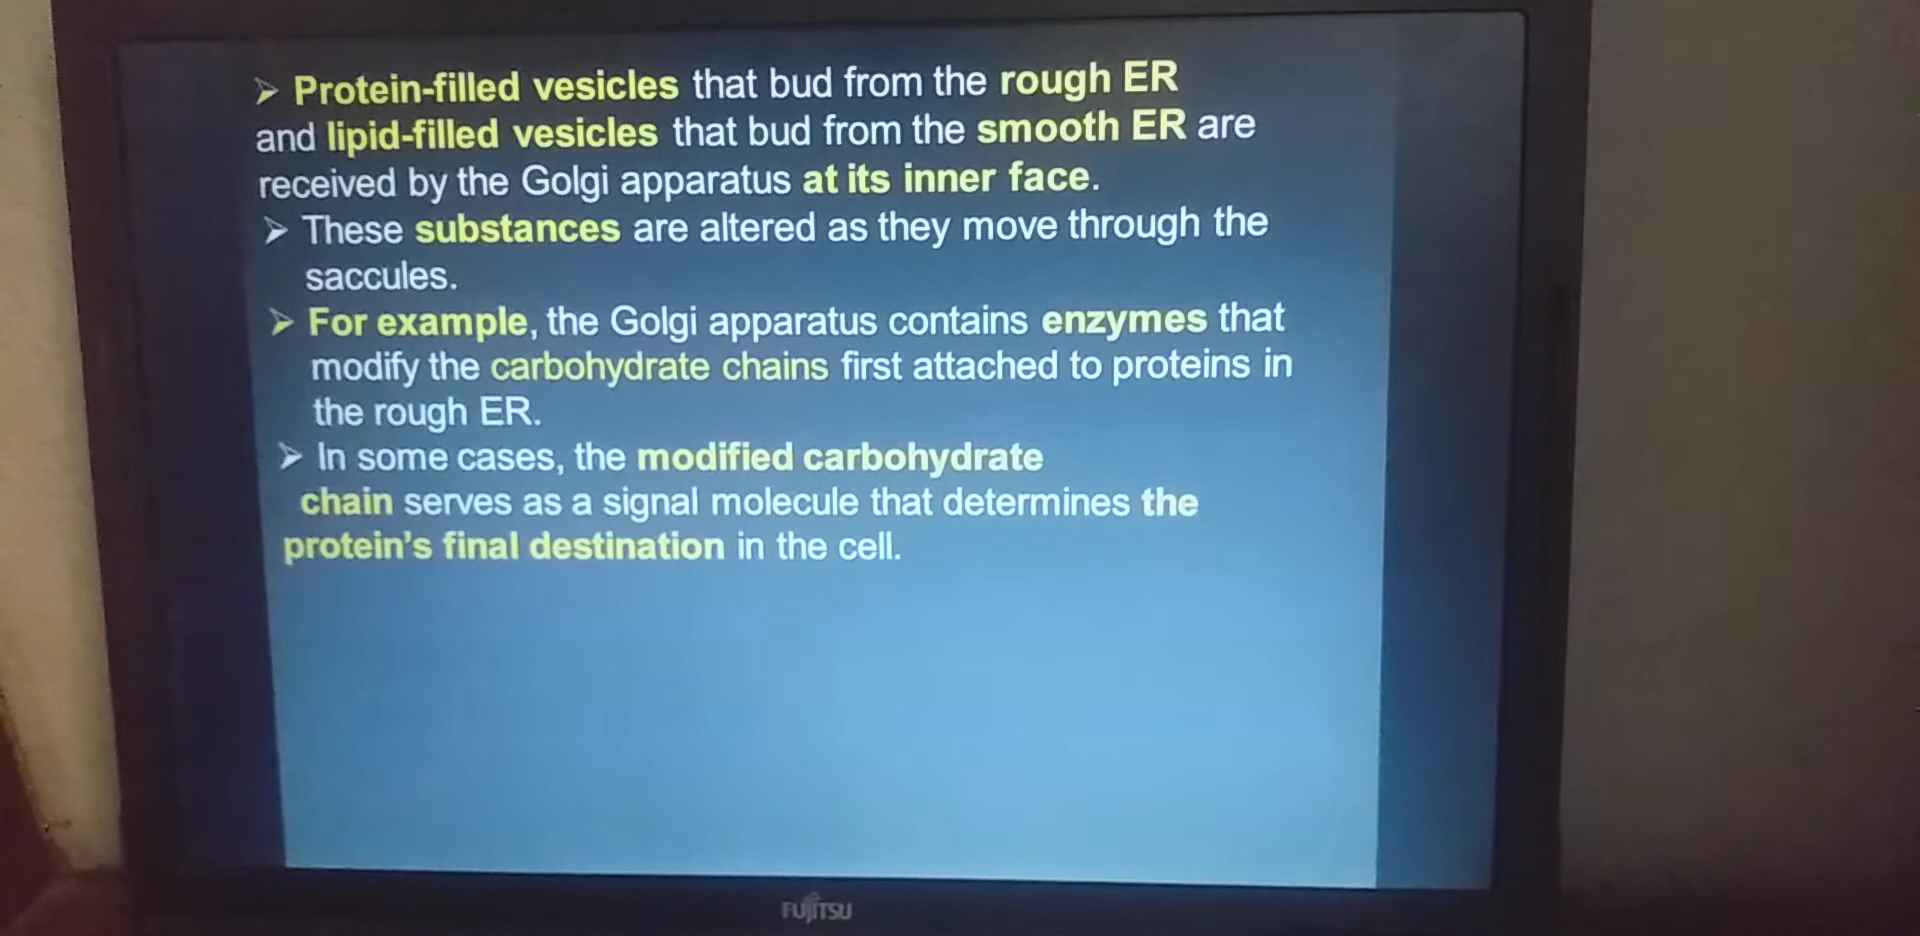 ➢ Protein-filled vesicles that bud from the rough ER
and lipid-filled vesicles that bud from the smooth ER are
received by the Golgi apparatus at its inner face.
➢ These substances are altered as they move through the
saccules.
➢ For example, the Golgi apparatus contains enzymes that
modify the carbohydrate chains first attached to proteins in
the rough ER.
➢ In some cases, the modified carbohydrate
chain serves as a signal molecule that determines the
protein’s final destination in the cell.
FUJITSU